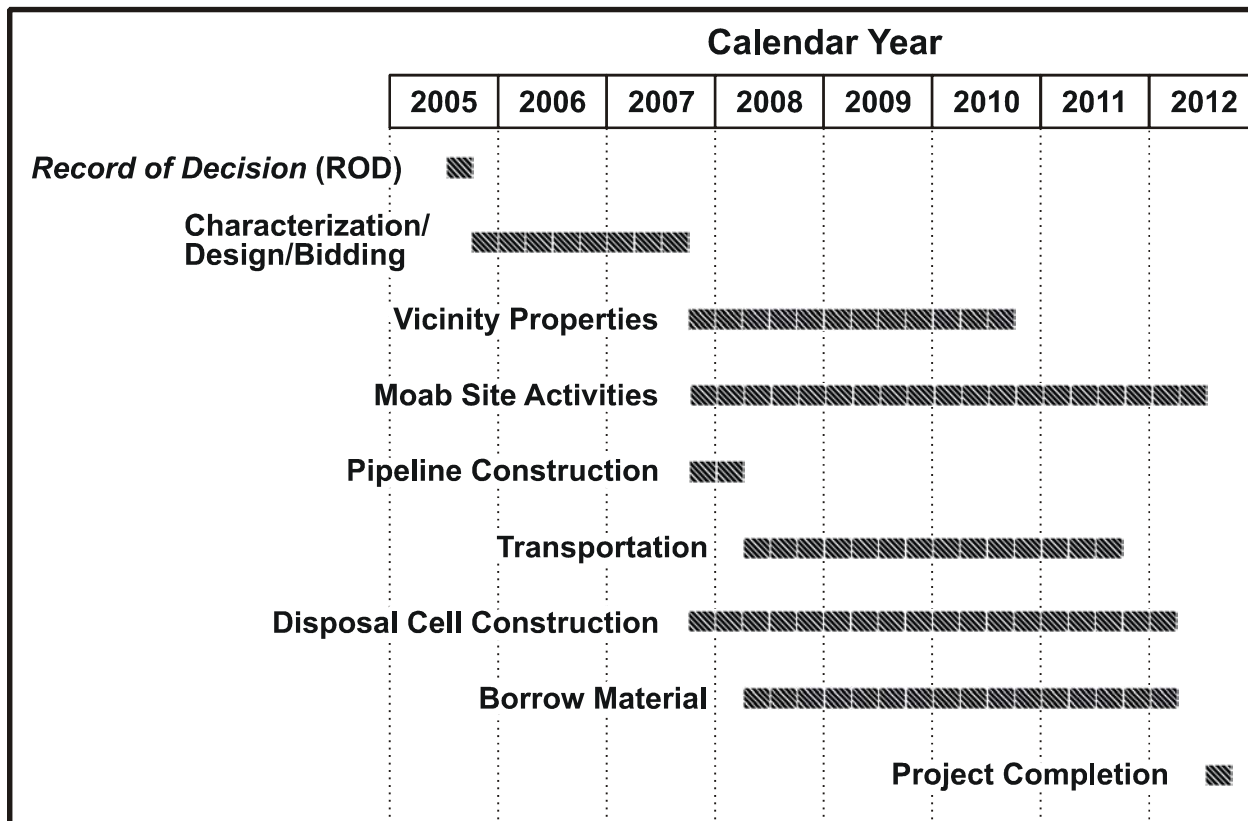 Calendar Year
2005 2006 2007 2008 2009 2010 2011 2012
Record of Decision (ROD)
Characterization/
Design/Bidding
Vicinity Properties
Moab Site Activities
Pipeline Construction
Transportation
Disposal Cell Construction
Borrow Material
Project Completion